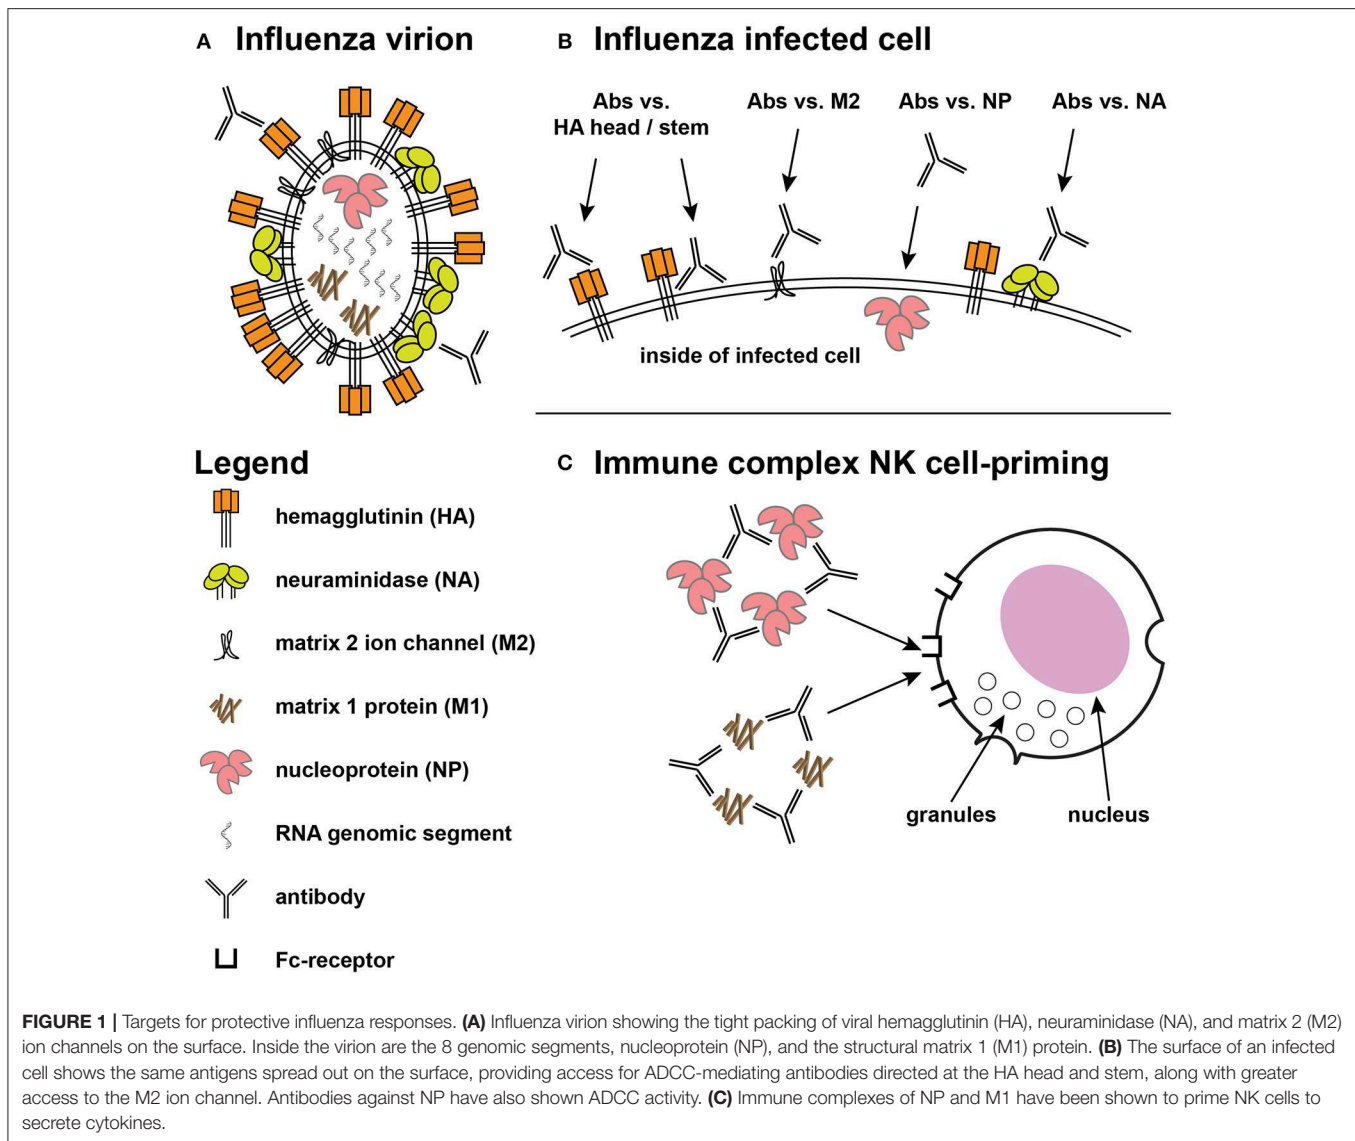 A Influenza virion
B Influenza infected cell
Abs vs.
HA head / stem
Abs vs. M2
Abs vs. NP
Abs vs. NA
inside of infected cell
Legend
hemagglutinin (HA)
neuraminidase (NA)
matrix 2 ion channel (M2)
matrix 1 protein (M1)
nucleoprotein (NP)
RNA genomic segment
antibody
Fc-receptor
C Immune complex NK cell-priming
granules
nucleus
FIGURE 1 | Targets for protective influenza responses. (A) Influenza virion showing the tight packing of viral hemagglutinin (HA), neuraminidase (NA), and matrix 2 (M2)
ion channels on the surface. Inside the virion are the 8 genomic segments, nucleoprotein (NP), and the structural matrix 1 (M1) protein. (B) The surface of an infected
cell shows the same antigens spread out on the surface, providing access for ADCC-mediating antibodies directed at the HA head and stem, along with greater
access to the M2 ion channel. Antibodies against NP have also shown ADCC activity. (C) Immune complexes of NP and M1 have been shown to prime NK cells to
secrete cytokines.